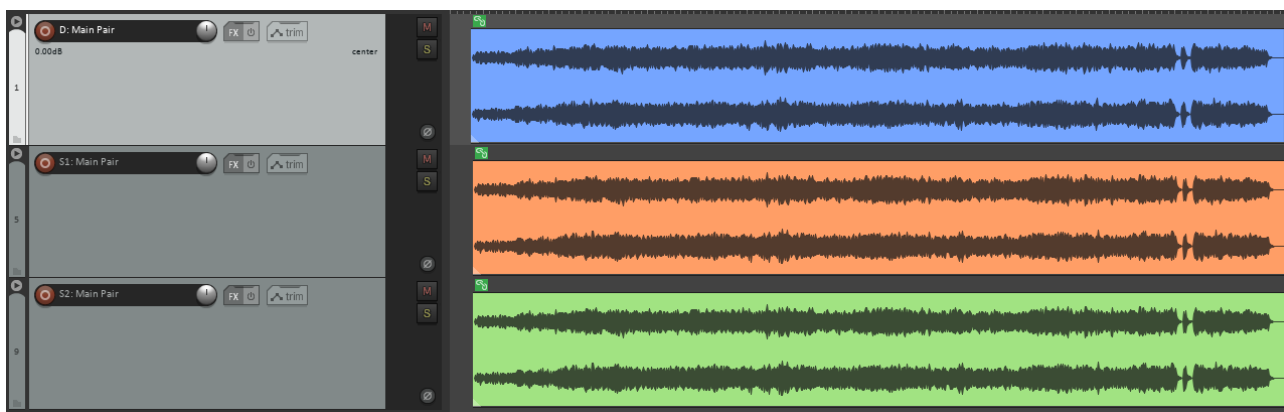 D: Main Pair FX trim M
0.00dB center S
1
S1: Main Pair FX trim M
S
5
S2: Main Pair FX trim M
S
9